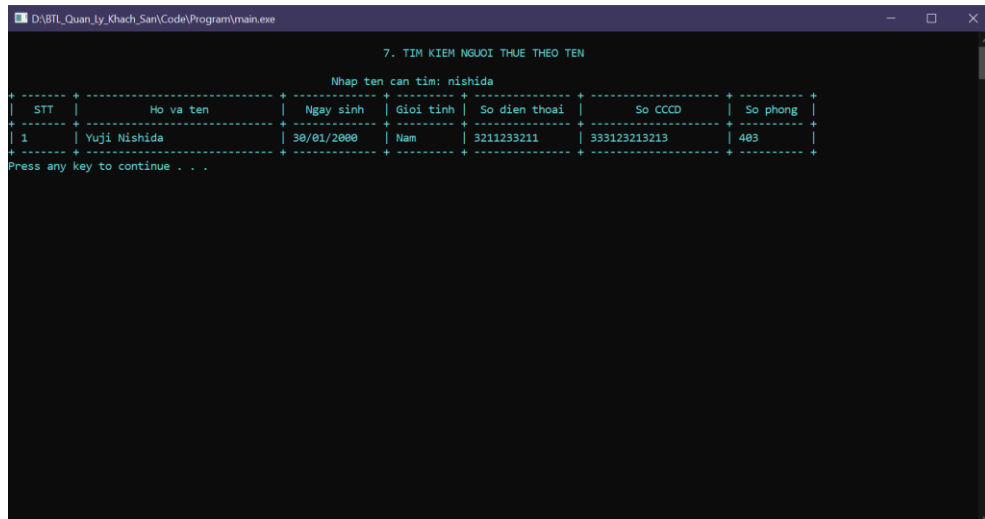 D:\BTL_Quan_Ly_Khach_San\Code\Program\main.exe
7. TIM KIEM NGUOI THUE THEO TEN
Nhap ten can tim: nishida
+ ------- + ---------------------------- + ------------ + --------- + -------------- + ------------------- + ---------- +
| STT | Ho va ten | Ngay sinh | Gioi tinh | So dien thoai | So CCCD | So phong |
+ ------- + ---------------------------- + ------------ + --------- + -------------- + ------------------- + ---------- +
| 1 | Yuji Nishida | 30/01/2000 | Nam | 3211233211 | 333123213213 | 403 |
+ ------- + ---------------------------- + ------------ + --------- + -------------- + ------------------- + ---------- +
Press any key to continue . . .